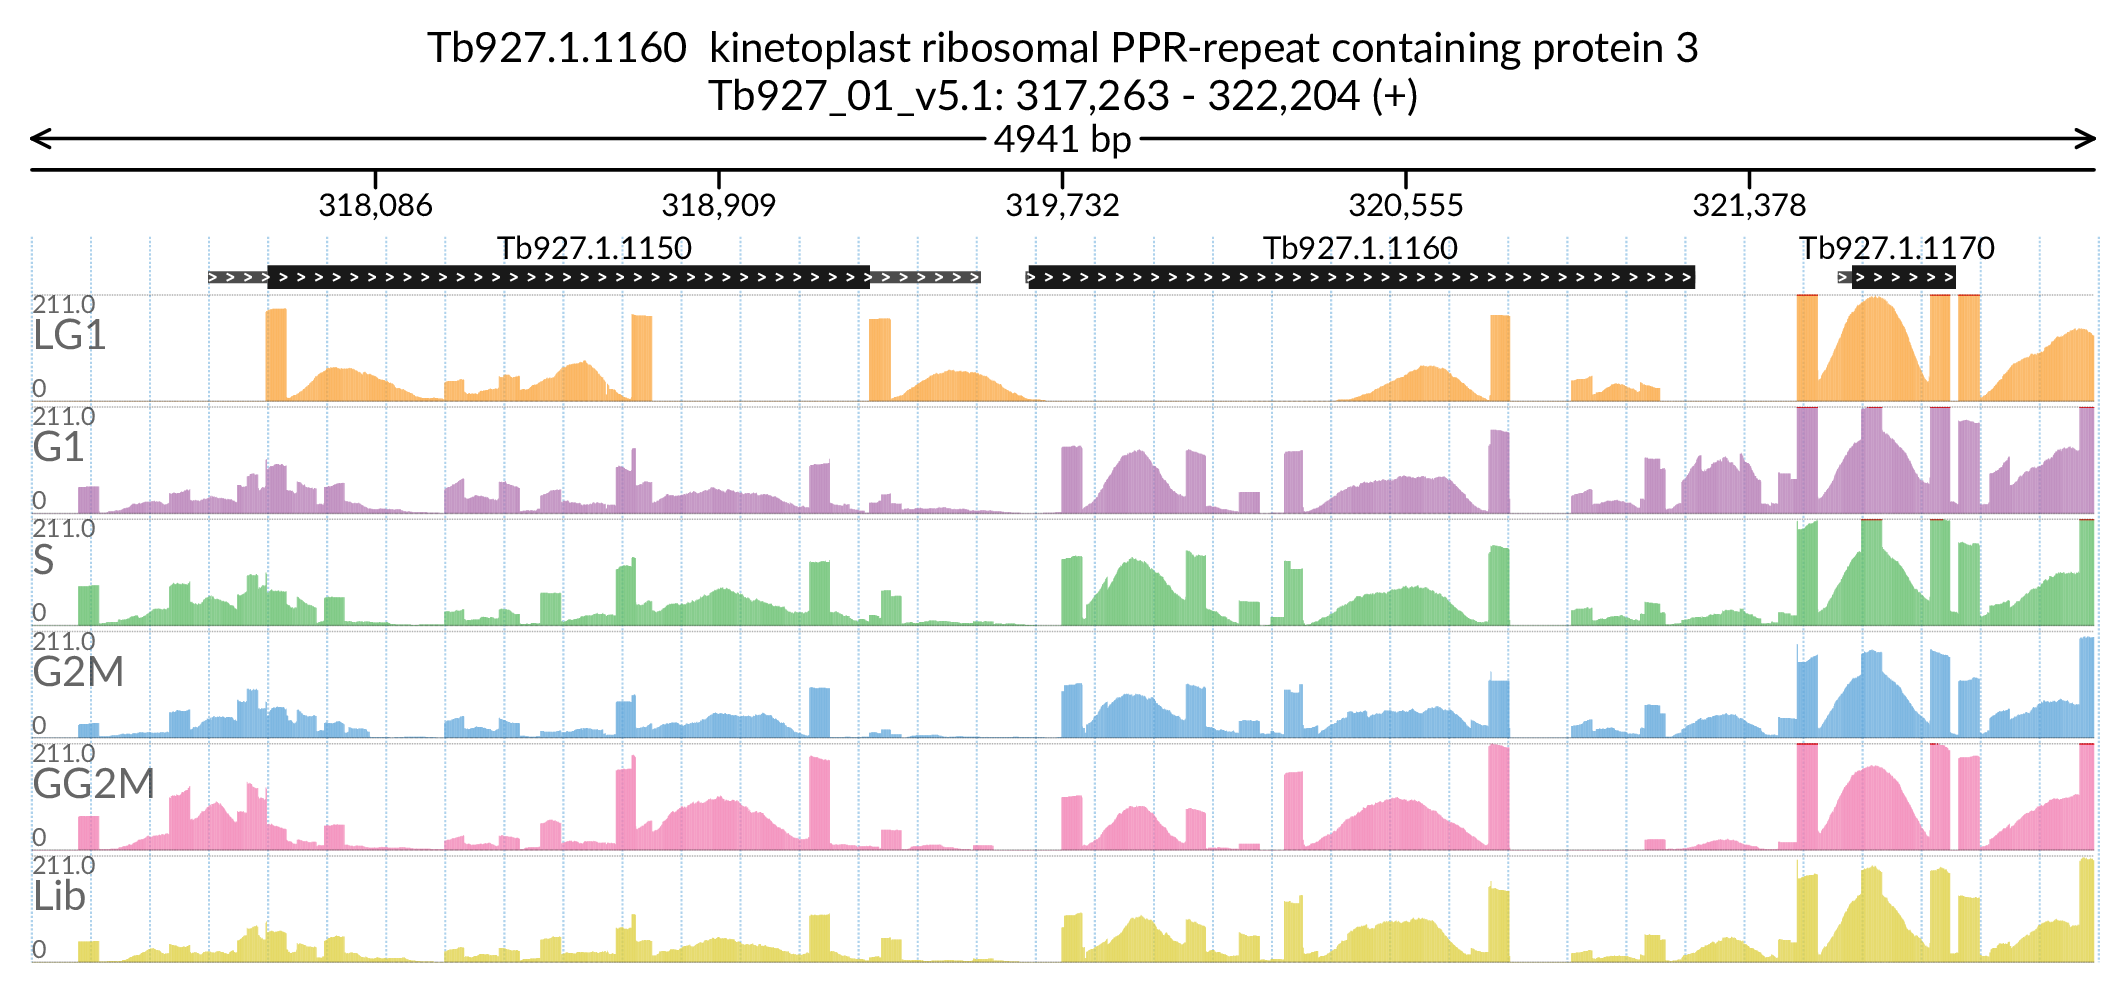 Tb927.1.1160  kinetoplast ribosomal PPR-repeat containing protein 3
Tb927_01_v5.1: 317,263 - 322,204 (+)
4941 bp
318,086 318,909 319,732 320,555 321,378
Tb927.1.1150 Tb927.1.1160 Tb927.1.1170
211.0
LG1
0
211.0
G1
0
211.0
S
0
211.0
G2M
0
211.0
GG2M
0
211.0
Lib
0